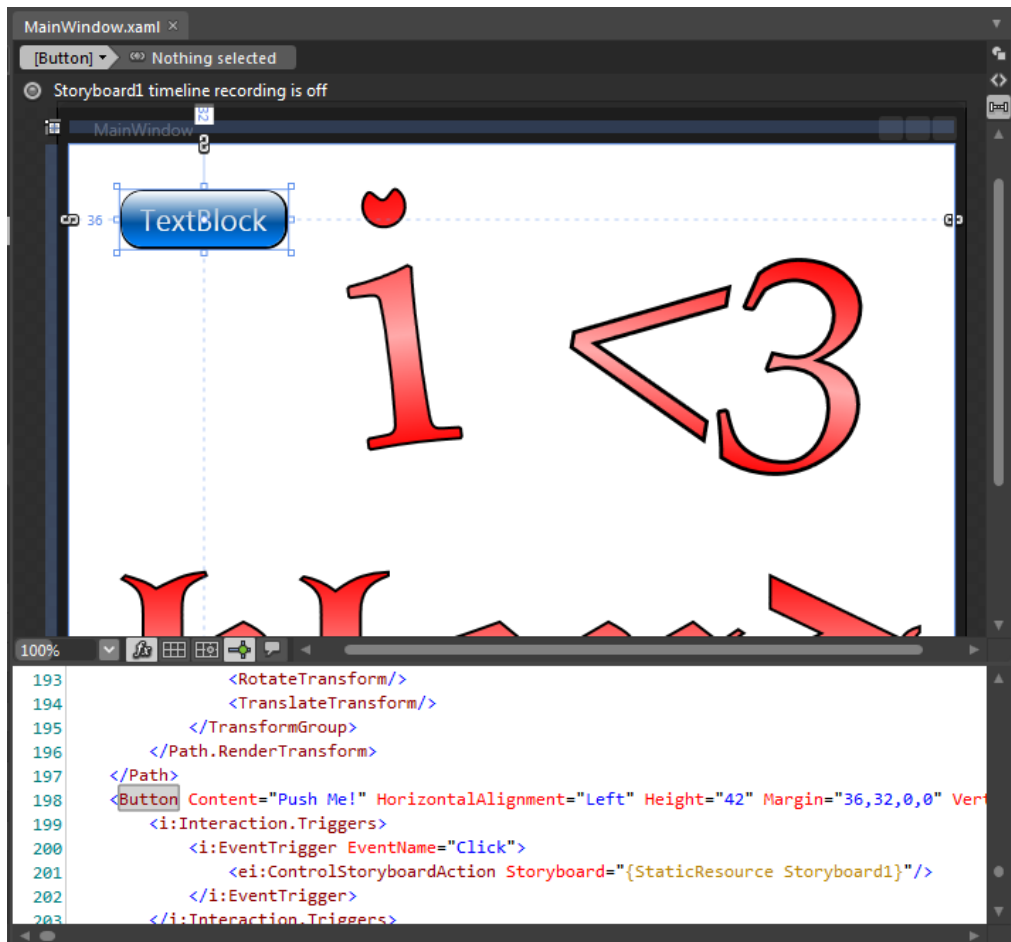 MainWindow.xaml ×
[Button] Nothing selected
Storyboard1 timeline recording is off
32
MainWindow
36
TextBlock
i <3
100%
193 <RotateTransform/>
194 <TranslateTransform/>
195 </TransformGroup>
196 </Path.RenderTransform>
197 </Path>
198 <Button Content="Push Me!" HorizontalAlignment="Left" Height="42" Margin="36,32,0,0" Vert
199 <i:Interaction.Triggers>
200 <i:EventTrigger EventName="Click">
201 <ei:ControlStoryboardAction Storyboard="{StaticResource Storyboard1}"/>
202 </i:EventTrigger>
203 </i:Interaction.Triggers>